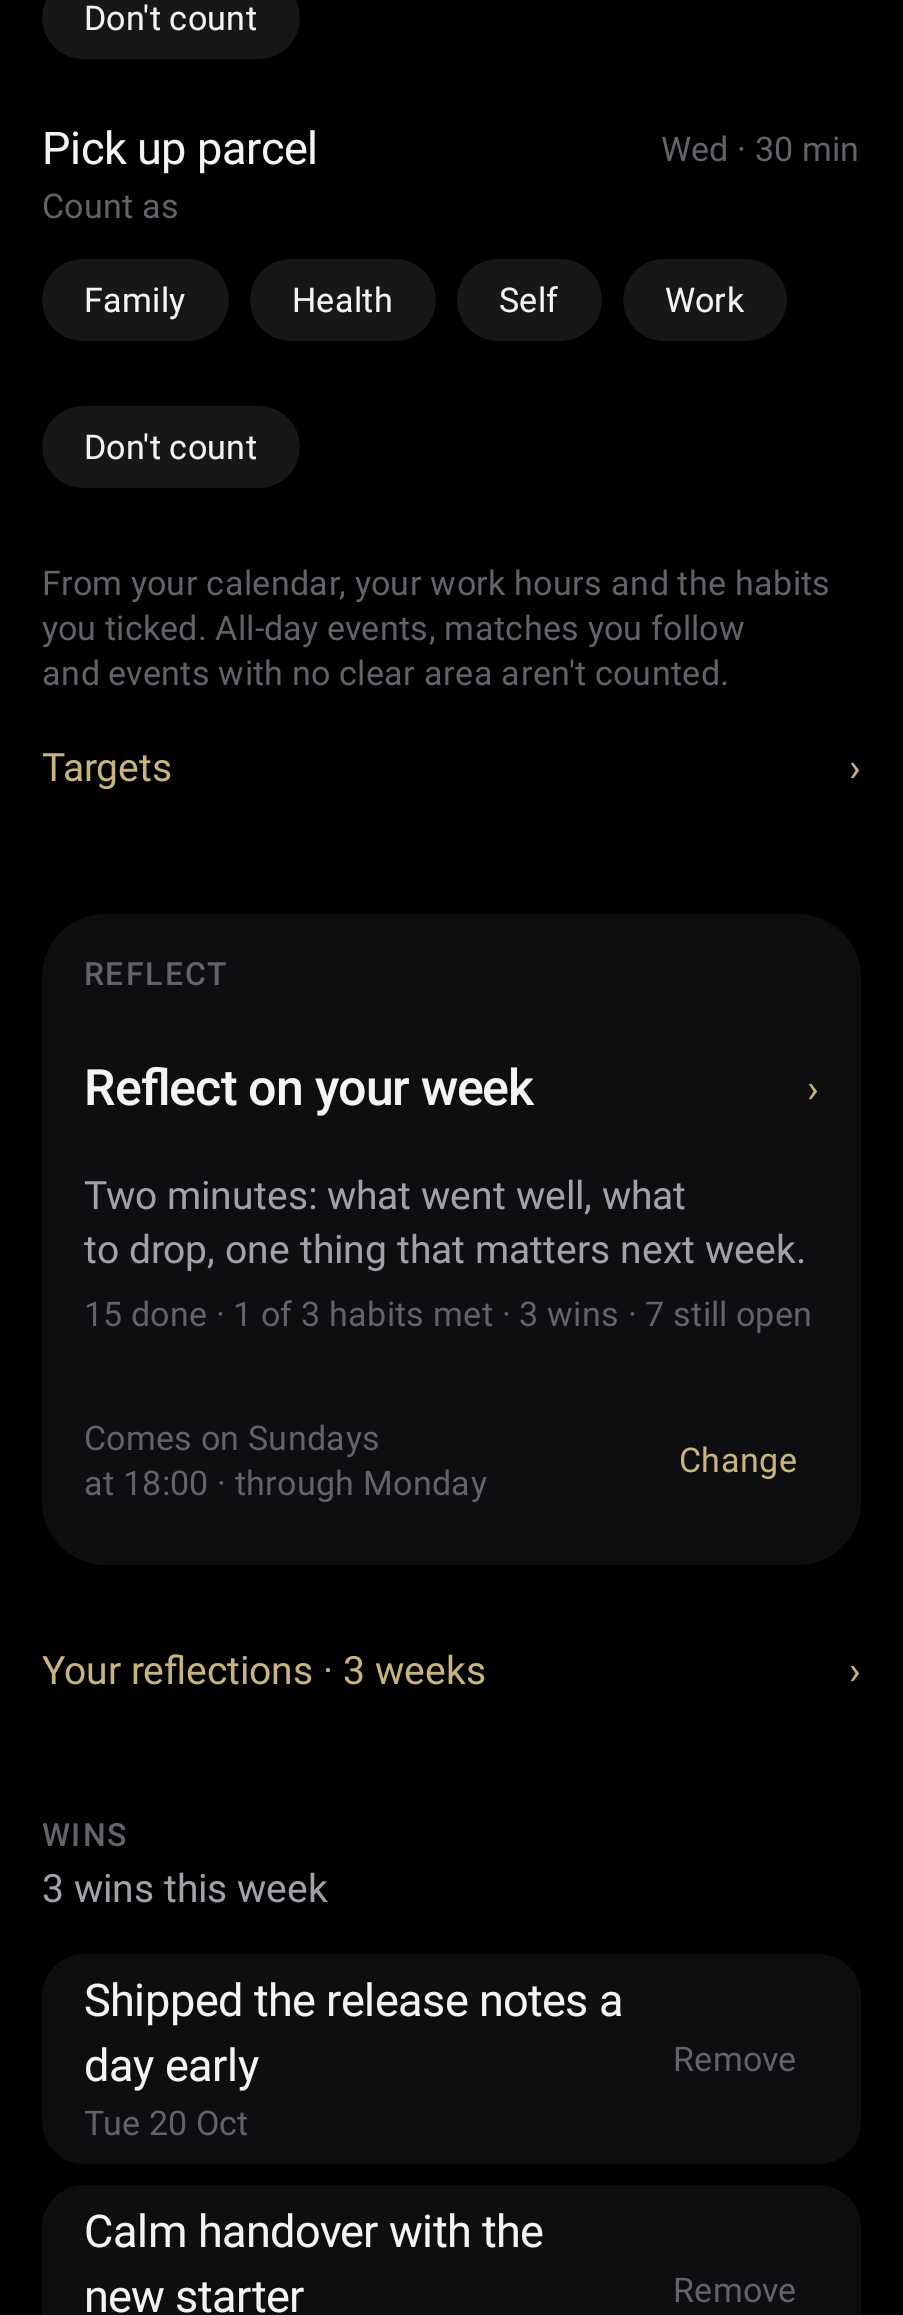 Don't count
Pick up parcel
Wed · 30 min
Count as
Family
Health
Self
Work
Don't count
From your calendar, your work hours and the habits
you ticked. All-day events, matches you follow
and events with no clear area aren't counted.
Targets ›
REFLECT
Reflect on your week ›
Two minutes: what went well, what
to drop, one thing that matters next week.
15 done · 1 of 3 habits met · 3 wins · 7 still open
Comes on Sundays
at 18:00 · through Monday
Change
Your reflections · 3 weeks ›
WINS
3 wins this week
Shipped the release notes a
day early
Remove
Tue 20 Oct
Calm handover with the
new starter
Remove